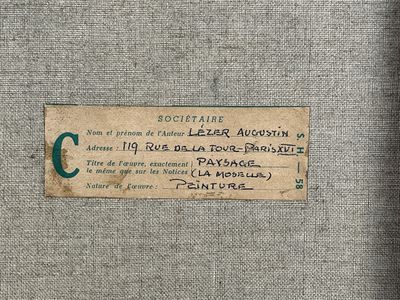 SOCIÉTAIRE
C
Nom et prénom de l'Auteur LÉZER AUGUSTIN
Adresse : 119 RUE DE LA TOUR - PARIS XVI
Titre de l'œuvre, exactement : PAYSAGE
le même que sur les Notices (LA MOSELLE)
Nature de l'œuvre : PEINTURE
S H — 58